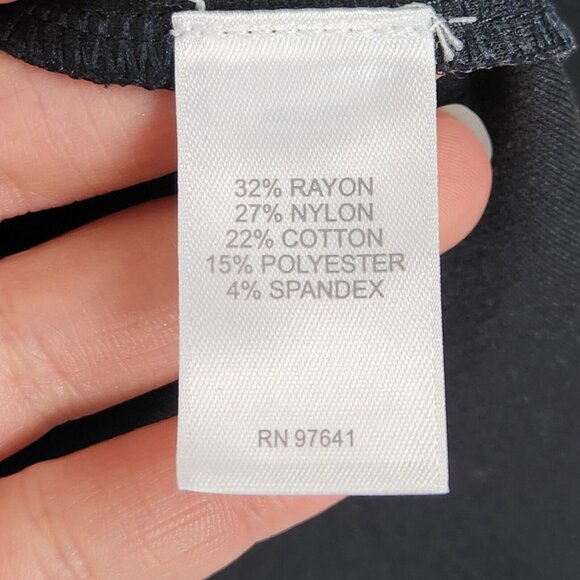 32% RAYON
27% NYLON
22% COTTON
15% POLYESTER
4% SPANDEX
RN 97641